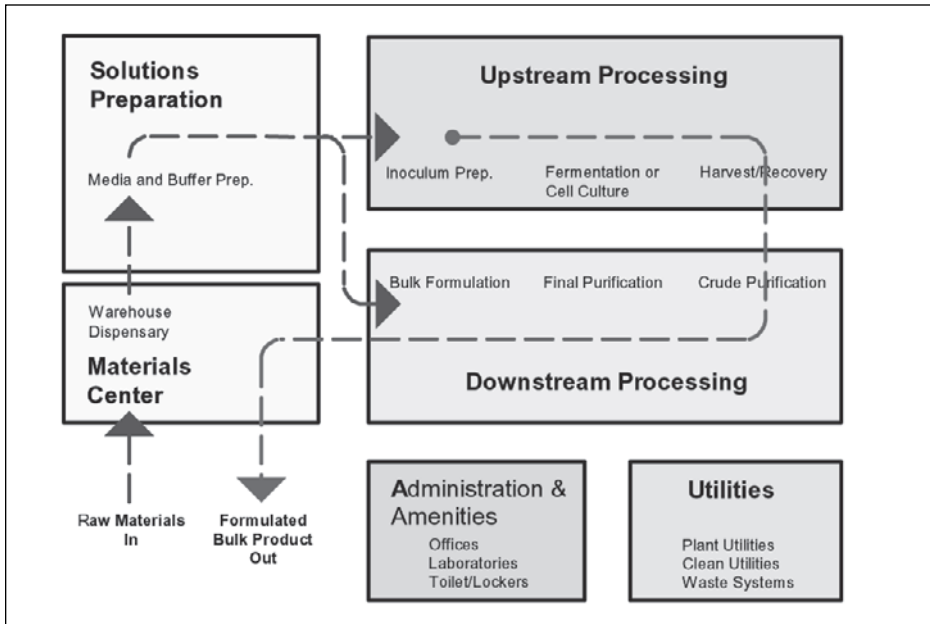 Solutions
Preparation
Media and Buffer Prep.
Upstream Processing
Inoculum Prep.
Fermentation or
Cell Culture
Harvest/Recovery
Warehouse
Dispensary
Materials
Center
Bulk Formulation
Final Purification
Crude Purification
Downstream Processing
Raw Materials
In
Formulated
Bulk Product
Out
Administration &
Amenities
Offices
Laboratories
Toilet/Lockers
Utilities
Plant Utilities
Clean Utilities
Waste Systems